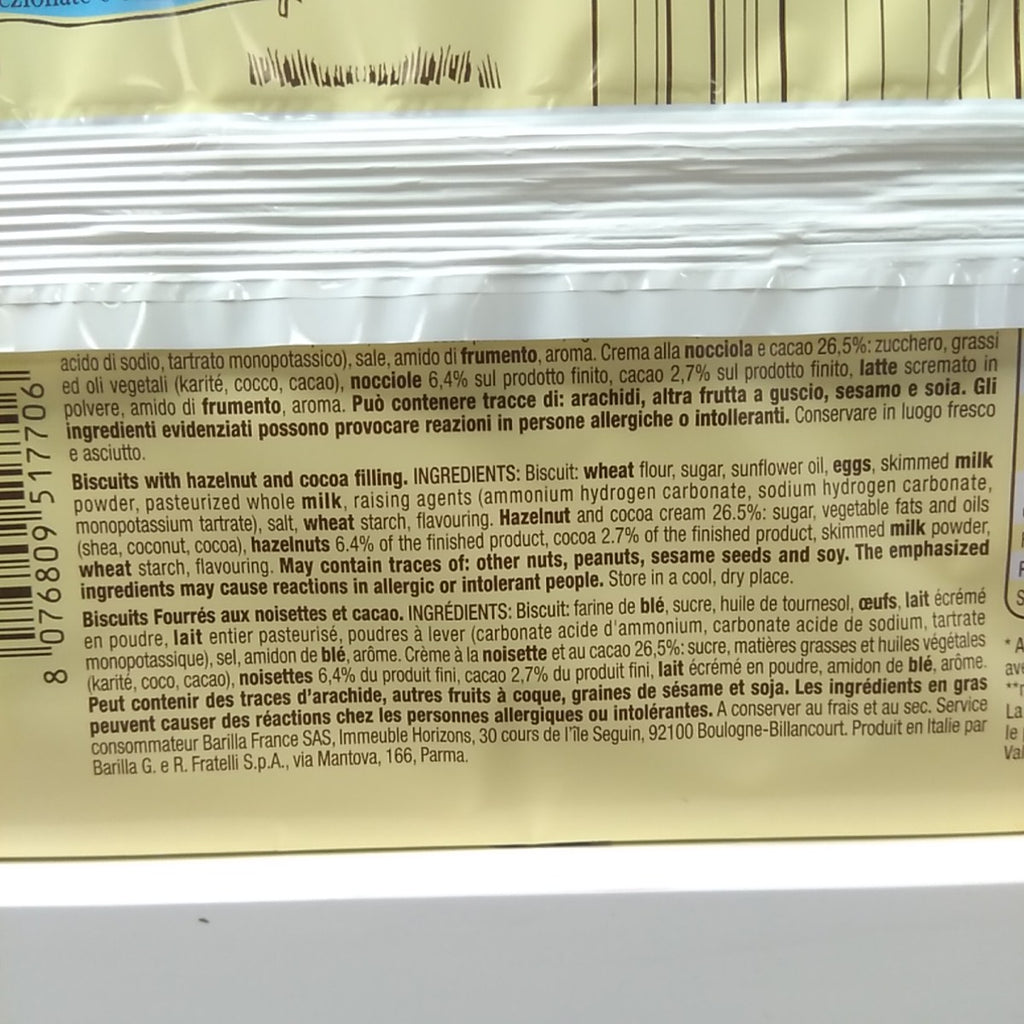 acido di sodio, tartrato monopotassico), sale, amido di frumento, aroma. Crema alla nocciola e cacao 26,5%: zucchero, grassi
ed oli vegetali (karité, cocco, cacao), nocciole 6,4% sul prodotto finito, cacao 2,7% sul prodotto finito, latte scremato in
polvere, amido di frumento, aroma. Può contenere tracce di: arachidi, altra frutta a guscio, sesamo e soia. Gli
ingredienti evidenziati possono provocare reazioni in persone allergiche o intolleranti. Conservare in luogo fresco
e asciutto.
Biscuits with hazelnut and cocoa filling. INGREDIENTS: Biscuit: wheat flour, sugar, sunflower oil, eggs, skimmed milk
powder, pasteurized whole milk, raising agents (ammonium hydrogen carbonate, sodium hydrogen carbonate,
monopotassium tartrate), salt, wheat starch, flavouring. Hazelnut and cocoa cream 26.5%: sugar, vegetable fats and oils
(shea, coconut, cocoa), hazelnuts 6.4% of the finished product, cocoa 2.7% of the finished product, skimmed milk powder,
wheat starch, flavouring. May contain traces of: other nuts, peanuts, sesame seeds and soy. The emphasized
ingredients may cause reactions in allergic or intolerant people. Store in a cool, dry place.
Biscuits Fourrés aux noisettes et cacao. INGRÉDIENTS: Biscuit: farine de blé, sucre, huile de tournesol, œufs, lait écrémé
en poudre, lait entier pasteurisé, poudres à lever (carbonate acide d'ammonium, carbonate acide de sodium, tartrate
monopotassique), sel, amidon de blé, arôme. Crème à la noisette et au cacao 26,5%: sucre, matières grasses et huiles végétales
(karité, coco, cacao), noisettes 6,4% du produit fini, cacao 2,7% du produit fini, lait écrémé en poudre, amidon de blé, arôme.
Peut contenir des traces d'arachide, autres fruits à coque, graines de sésame et soja. Les ingrédients en gras
peuvent causer des réactions chez les personnes allergiques ou intolérantes. A conserver au frais et au sec. Service
consommateur Barilla France SAS, Immeuble Horizons, 30 cours de l'île Seguin, 92100 Boulogne-Billancourt. Produit en Italie par
Barilla G. e R. Fratelli S.p.A., via Mantova, 166, Parma.
8 076809 517706
* A
La
le